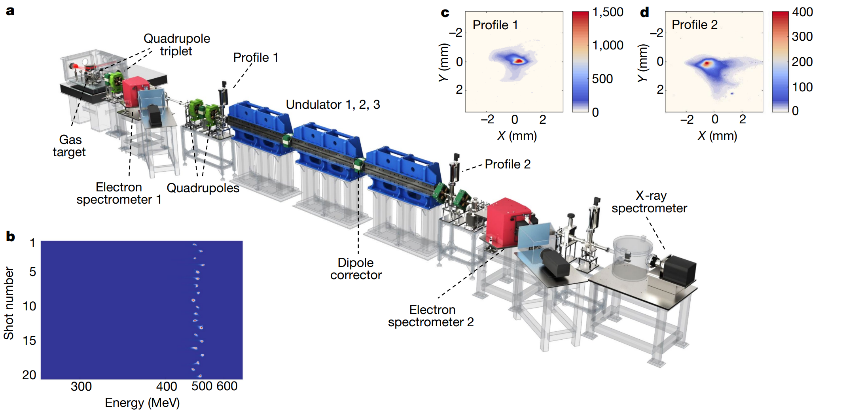 a
Quadrupole
triplet
Profile 1
Undulator 1, 2, 3
Gas
target
Electron
spectrometer 1
Quadrupoles
Profile 2
X-ray
spectrometer
Dipole
corrector
Electron
spectrometer 2
b
Shot number
1
5
10
15
20
300
400
500
600
Energy (MeV)
c
Profile 1
Y (mm)
−2
0
2
−2
0
2
X (mm)
1,500
1,000
500
0
d
Profile 2
Y (mm)
−2
0
2
−2
0
2
X (mm)
400
300
200
100
0